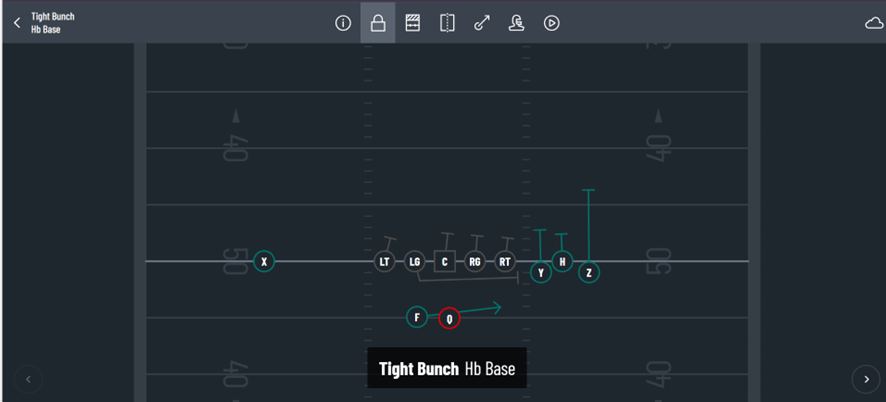 Tight Bunch
Hb Base
40 40
X LT LG C RG RT Y H Z
50 50
F Q
Tight Bunch Hb Base
40 40